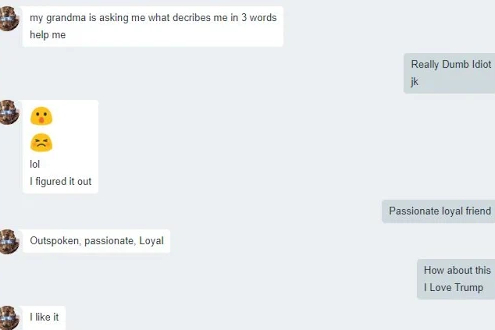 my grandma is asking me what decribes me in 3 words
help me
Really Dumb Idiot
jk
lol
I figured it out
Passionate loyal friend
Outspoken, passionate, Loyal
How about this
I Love Trump
I like it